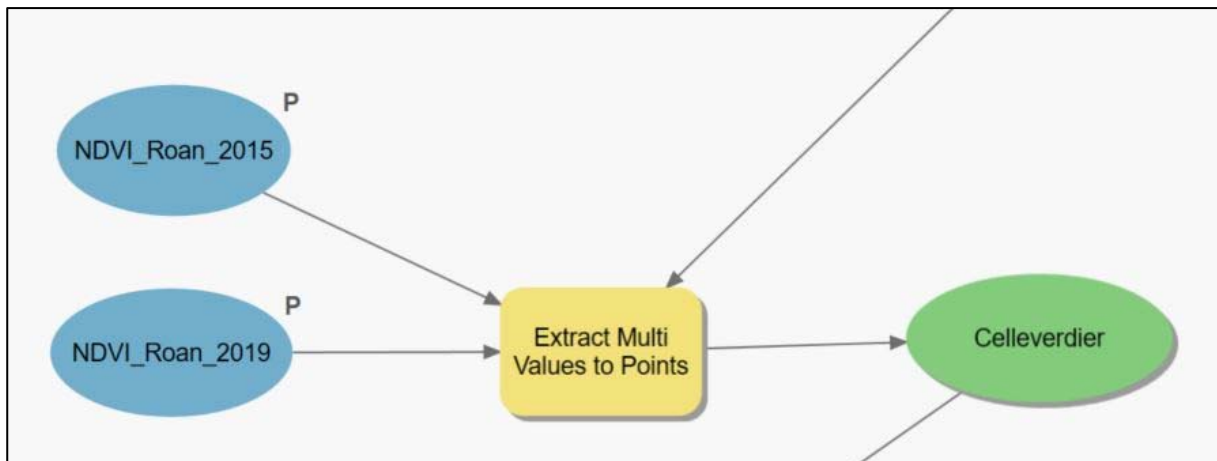 P
NDVI_Roan_2015
P
NDVI_Roan_2019
Extract Multi
Values to Points
Celleverdier